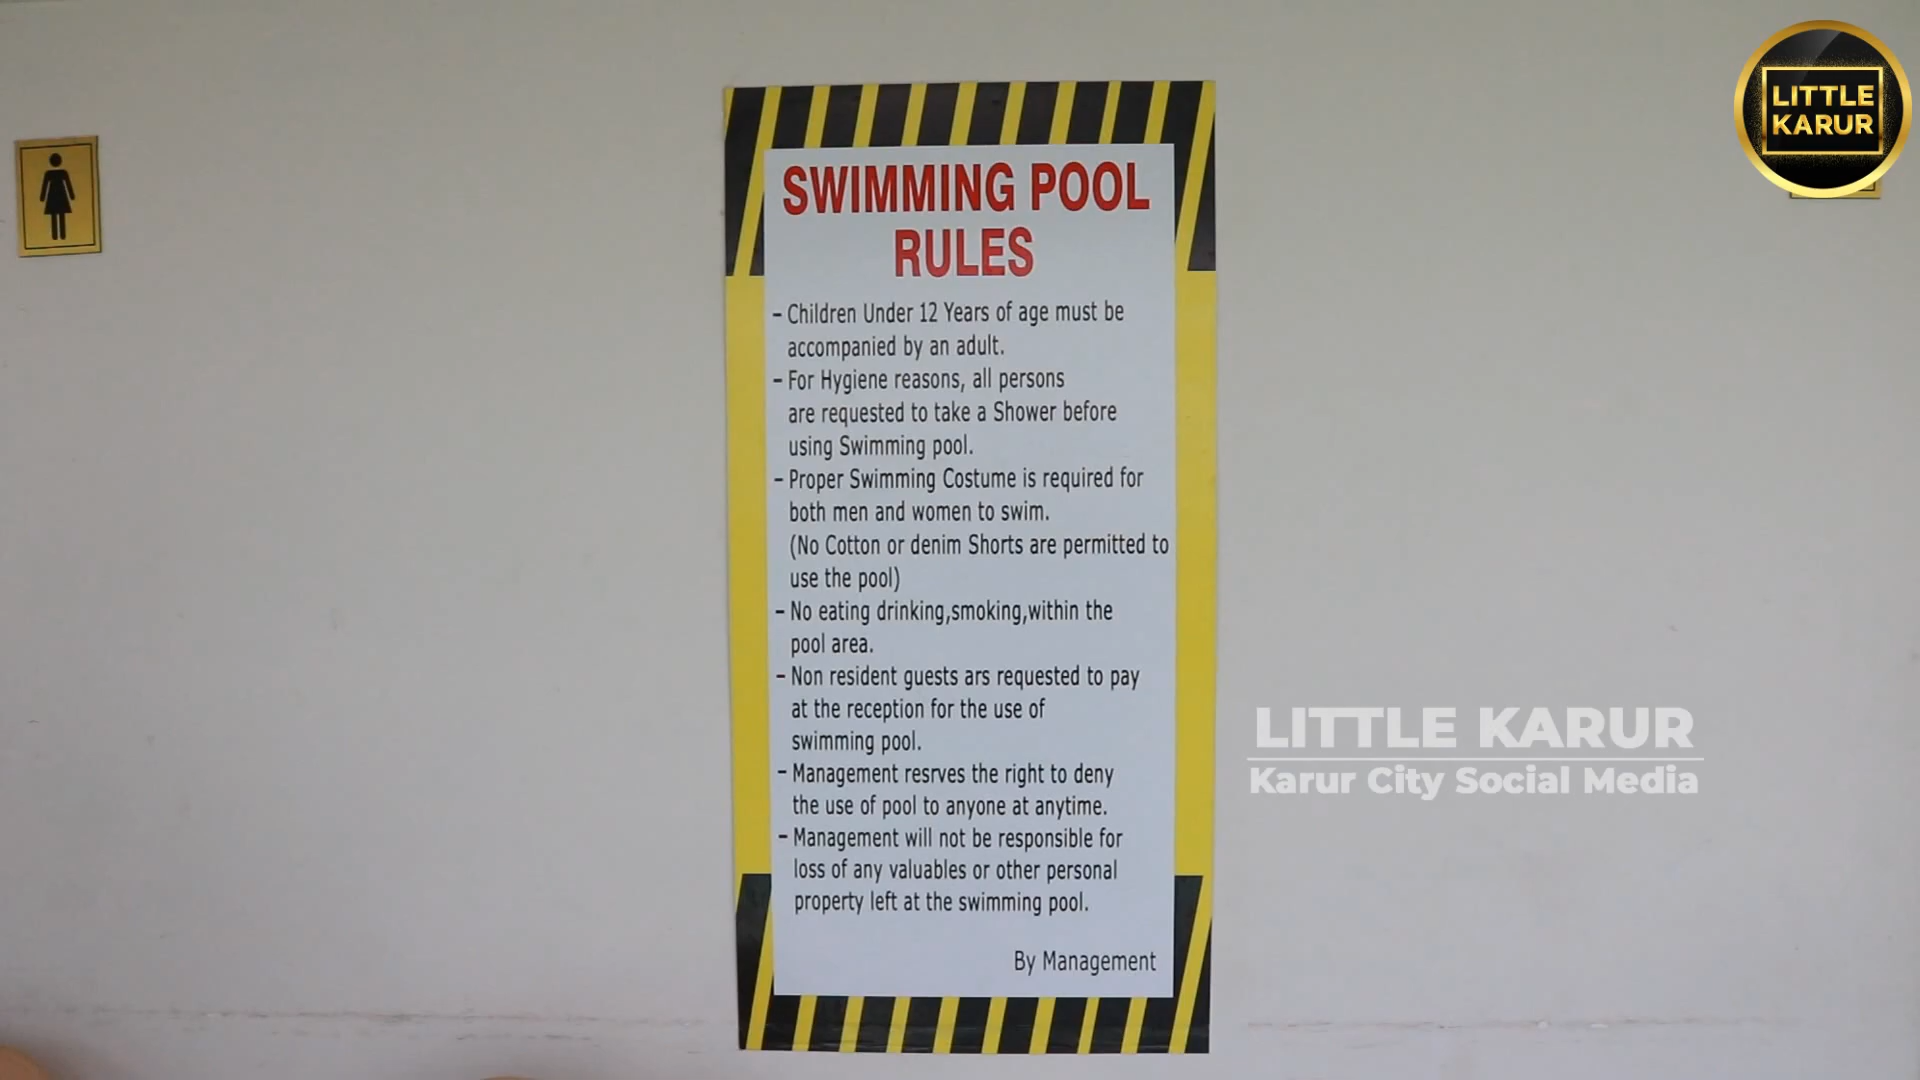 LITTLE
KARUR
SWIMMING POOL
RULES
- Children Under 12 Years of age must be
accompanied by an adult.
- For Hygiene reasons, all persons
are requested to take a Shower before
using Swimming pool.
- Proper Swimming Costume is required for
both men and women to swim.
(No Cotton or denim Shorts are permitted to
use the pool)
- No eating drinking,smoking,within the
pool area.
- Non resident guests ars requested to pay
at the reception for the use of
swimming pool.
- Management resrves the right to deny
the use of pool to anyone at anytime.
- Management will not be responsible for
loss of any valuables or other personal
property left at the swimming pool.
By Management
LITTLE KARUR
Karur City Social Media